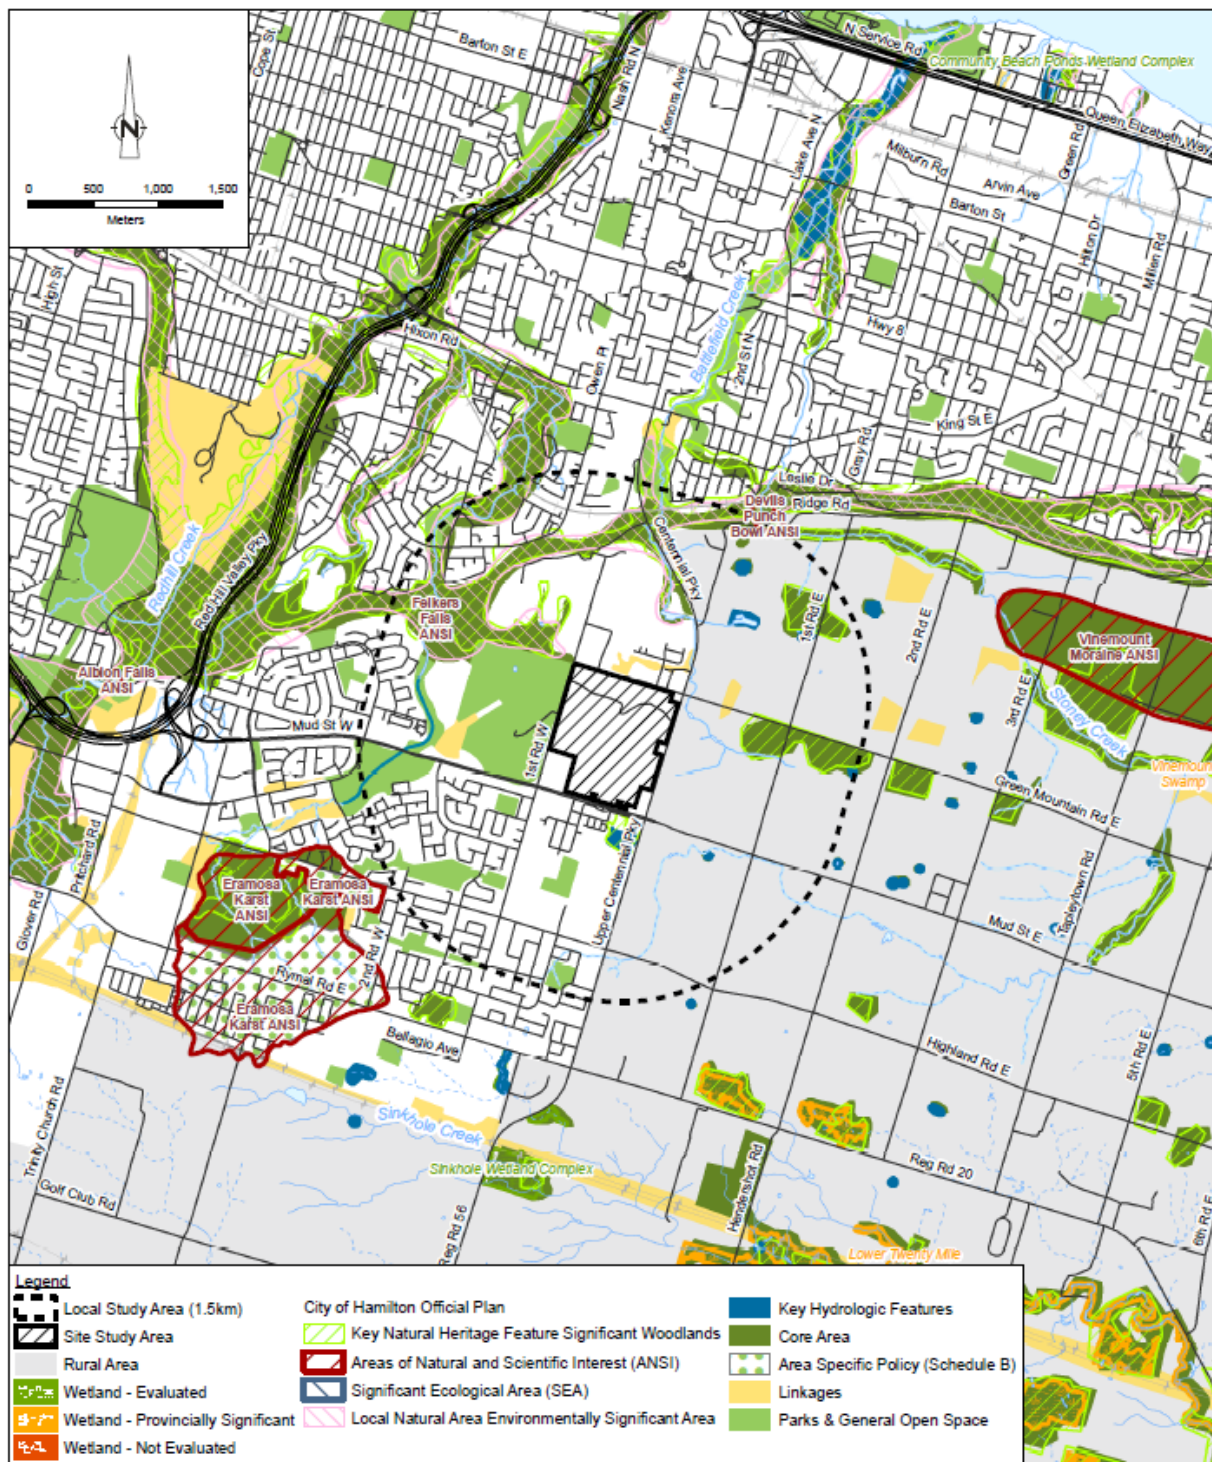 Cope St
Barton St E
Nash Rd N
Kenora Ave
N Service Rd
Community Beach Ponds Wetland Complex
Queen Elizabeth Way
N
0 500 1,000 1,500
Meters
Lake Ave N
Milburn Rd
Arvin Ave
Barton St
Green Rd
Hilton Dr
Millen Rd
High St
Hixon Rd
Owen Pl
Battlefield Creek
2nd St N
Hwy 8
King St E
Gray Rd
Leslie Dr
Ridge Rd
Devils
Punch
Bowl ANSI
Centennial Pky
Redhill Creek
Red Hill Valley Pky
Felkers
Falls
ANSI
1st Rd E
2nd Rd E
Vinemount
Moraine ANSI
Albion Falls
ANSI
3rd Rd E
Stoney Creek
Mud St W
1st Rd W
Vinemount
Swamp
Green Mountain Rd E
Pritchard Rd
Glover Rd
Eramosa
Karst
ANSI
Eramosa
Karst ANSI
2nd Rd W
Upper Centennial Pky
Tapleytown Rd
Mud St E
Rymal Rd E
Eramosa
Karst ANSI
Bellagio Ave
Highland Rd E
5th Rd E
Trinity Church Rd
Sinkhole Creek
Sinkhole Wetland Complex
Reg Rd 20
Golf Club Rd
Reg Rd 56
Hendershot Rd
6th Rd E
Lower Twenty Mile
Legend
Local Study Area (1.5km)
Site Study Area
Rural Area
Wetland - Evaluated
Wetland - Provincially Significant
Wetland - Not Evaluated
City of Hamilton Official Plan
Key Natural Heritage Feature Significant Woodlands
Areas of Natural and Scientific Interest (ANSI)
Significant Ecological Area (SEA)
Local Natural Area Environmentally Significant Area
Key Hydrologic Features
Core Area
Area Specific Policy (Schedule B)
Linkages
Parks & General Open Space